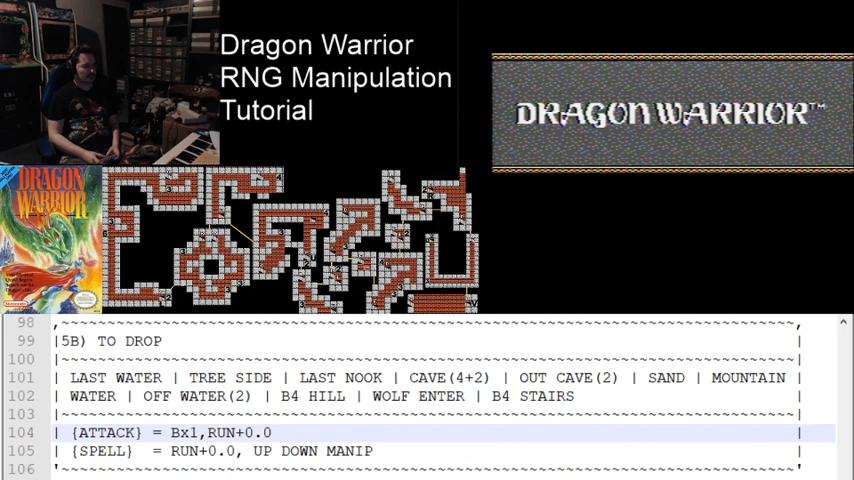 Dragon Warrior
RNG Manipulation
Tutorial
DRAGON WARRIOR™
DRAGON
WARRIOR
98 ,~~~~~~~~~~~~~~~~~~~~~~~~~~~~~~~~~~~~~~~~~~~~~~~~~~~~~~~~~~~~~~~~~~~~~~~~~~~~~~~~,
99 |5B) TO DROP |
100 |~~~~~~~~~~~~~~~~~~~~~~~~~~~~~~~~~~~~~~~~~~~~~~~~~~~~~~~~~~~~~~~~~~~~~~~~~~~~~~~~|
101 | LAST WATER | TREE SIDE | LAST NOOK | CAVE(4+2) | OUT CAVE(2) | SAND | MOUNTAIN |
102 | WATER | OFF WATER(2) | B4 HILL | WOLF ENTER | B4 STAIRS |
103 |~~~~~~~~~~~~~~~~~~~~~~~~~~~~~~~~~~~~~~~~~~~~~~~~~~~~~~~~~~~~~~~~~~~~~~~~~~~~~~~~|
104 | {ATTACK} = Bx1,RUN+0.0 |
105 | {SPELL} = RUN+0.0, UP DOWN MANIP |
106 '~~~~~~~~~~~~~~~~~~~~~~~~~~~~~~~~~~~~~~~~~~~~~~~~~~~~~~~~~~~~~~~~~~~~~~~~~~~~~~~~'